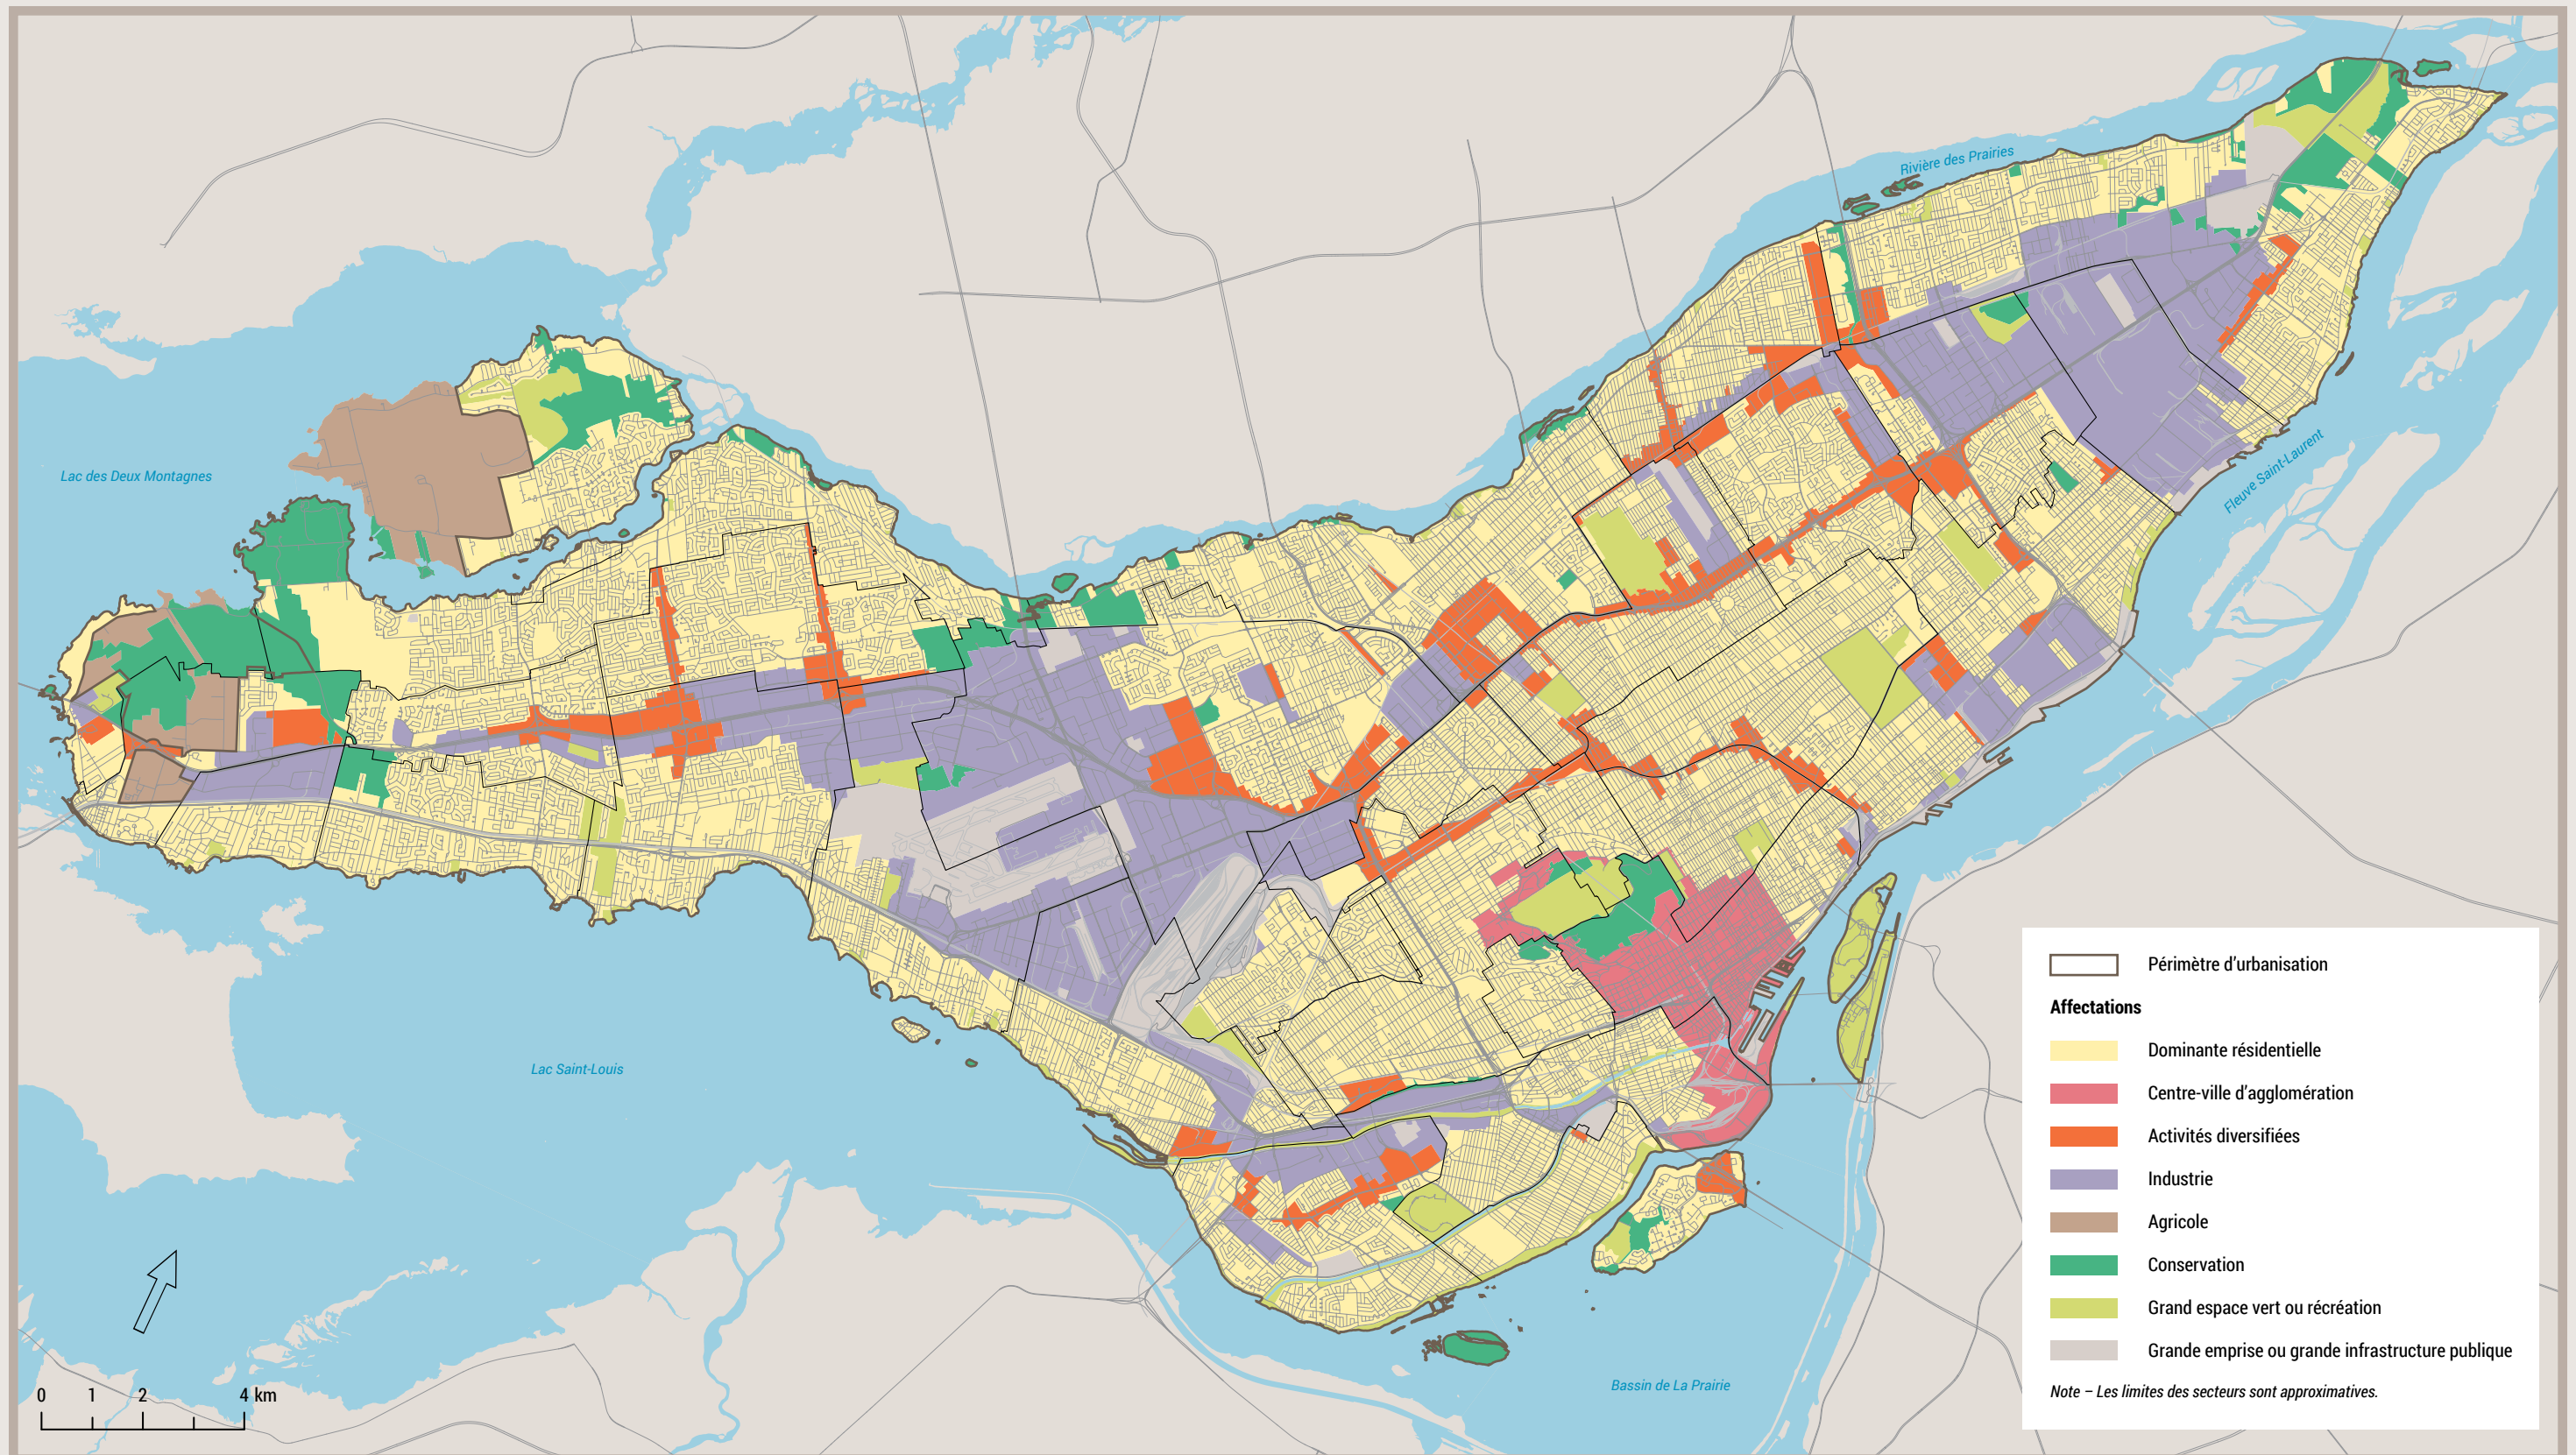 Rivière des Prairies
Lac des Deux Montagnes
Fleuve Saint-Laurent
Lac Saint-Louis
Bassin de La Prairie
0 1 2 4 km
Périmètre d’urbanisation
Affectations
Dominante résidentielle
Centre-ville d’agglomération
Activités diversifiées
Industrie
Agricole
Conservation
Grand espace vert ou récréation
Grande emprise ou grande infrastructure publique
Note – Les limites des secteurs sont approximatives.